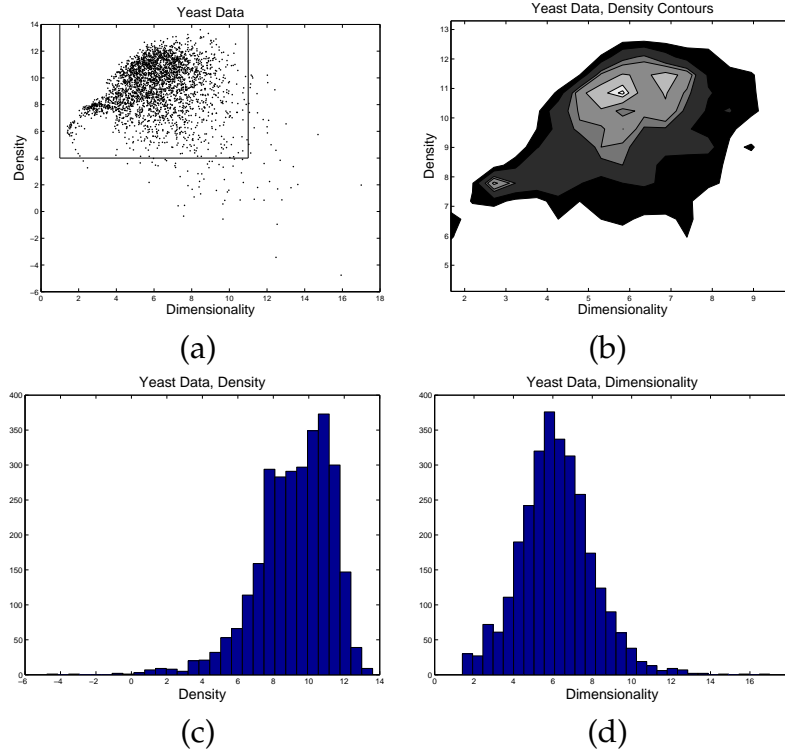 Yeast Data
14
12
10
8
6
4
2
0
−2
−4
−6
Density
0 2 4 6 8 10 12 14 16 18
Dimensionality
(a)
Yeast Data, Density Contours
13
12
11
10
9
8
7
6
5
Density
2 3 4 5 6 7 8 9
Dimensionality
(b)
Yeast Data, Density
400
350
300
250
200
150
100
50
0
−6 −4 −2 0 2 4 6 8 10 12 14
Density
(c)
Yeast Data, Dimensionality
400
350
300
250
200
150
100
50
0
0 2 4 6 8 10 12 14 16
Dimensionality
(d)